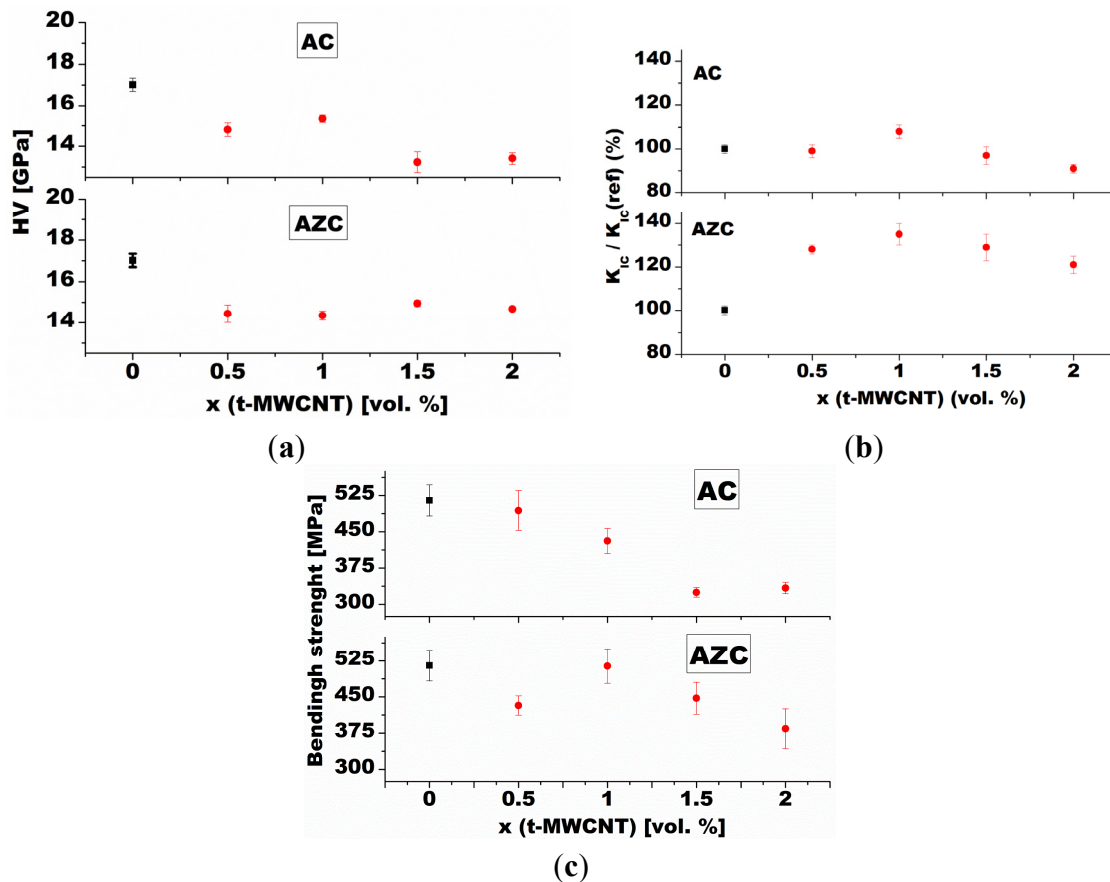 HV [GPa]
20
18
16
14
AC
20
18
16
14
AZC
0 0.5 1 1.5 2
x (t-MWCNT) [vol. %]
(a)
K_IC / K_IC(ref) (%)
140
120
100
80
AC
140
120
100
80
AZC
0 0.5 1 1.5 2
x (t-MWCNT) (vol. %)
(b)
Bendingh strenght [MPa]
525
450
375
300
AC
525
450
375
300
AZC
0 0.5 1 1.5 2
x (t-MWCNT) [vol. %]
(c)